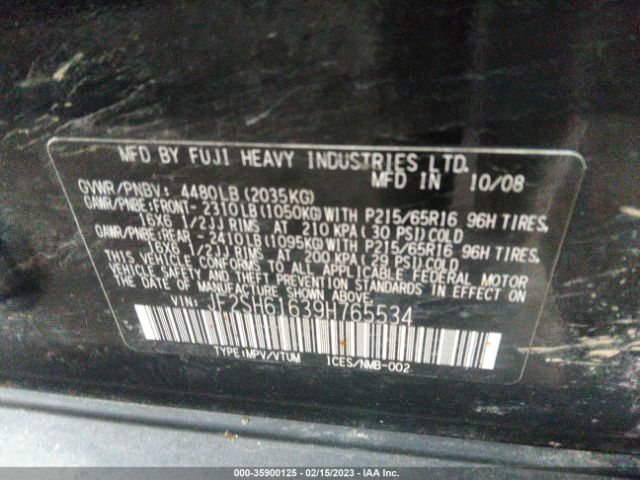 MFD BY FUJI HEAVY INDUSTRIES LTD.
MFD IN 10/08
GVWR/PNBV: 4480LB(2035KG)
GAWR/PNBE:FRONT-2310LB(1050KG)WITH P215/65R16 96H TIRES,
16X6 1/2JJ RIMS AT 210 KPA(30 PSI)COLD
GAWR/PNBE:REAR -2410LB(1095KG)WITH P215/65R16 96H TIRES,
16X6 1/2JJ RIMS AT 200 KPA(29 PSI)COLD
THIS VEHICLE CONFORMS TO ALL APPLICABLE FEDERAL MOTOR
VEHICLE SAFETY AND THEFT PREVENTION STANDARDS IN EFFECT ON
THE DATE OF MANUFACTURE SHOWN ABOVE.
VIN: JF2SH61639H765534
TYPE:MPV/VTUM ICES/NMB-002
000-35900125 - 02/15/2023 - IAA Inc.